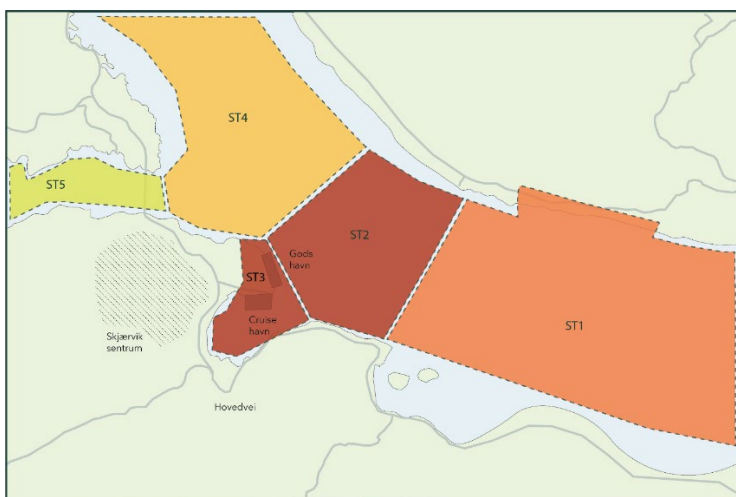 ST4
ST5
ST2
Gods
havn
ST3
Cruise
havn
ST1
Skjærvik
sentrum
Hovedvei